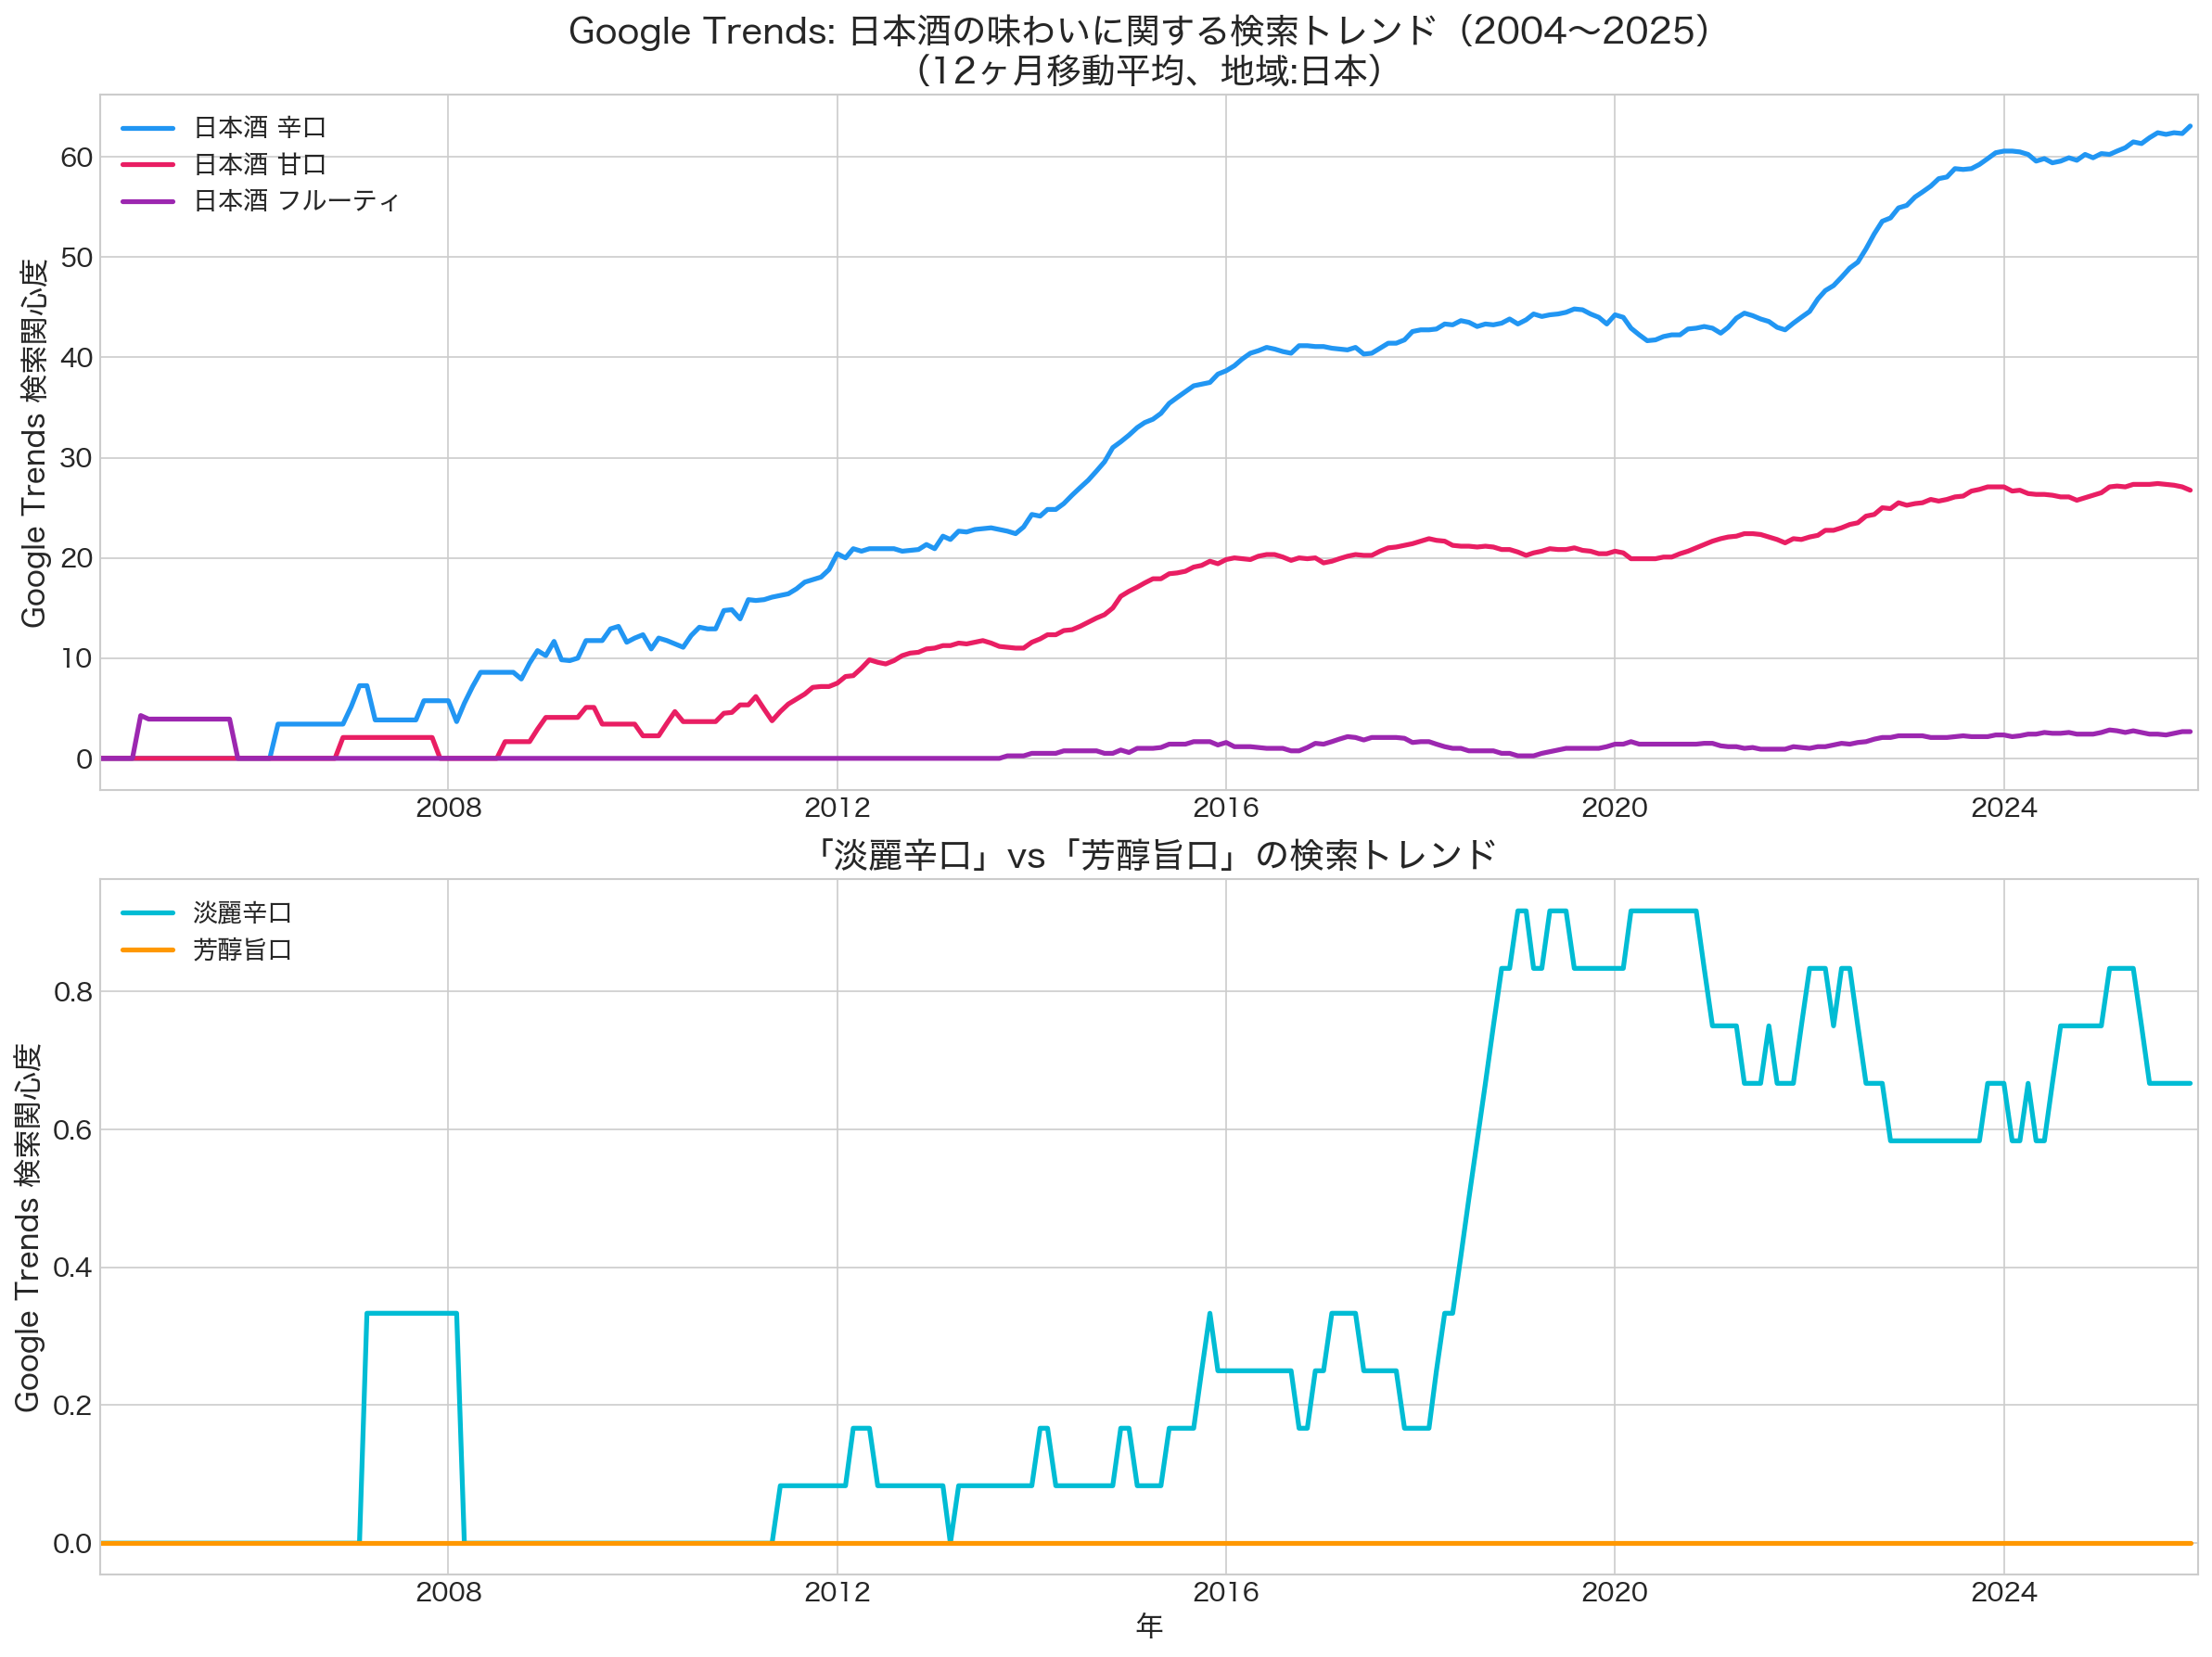 Google Trends: 日本酒の味わいに関する検索トレンド（2004〜2025）
（12ヶ月移動平均、地域:日本）
Google Trends 検索関心度
日本酒 辛口
日本酒 甘口
日本酒 フルーティ
60
50
40
30
20
10
0
2008
2012
2016
2020
2024
「淡麗辛口」vs「芳醇旨口」の検索トレンド
Google Trends 検索関心度
淡麗辛口
芳醇旨口
0.8
0.6
0.4
0.2
0.0
2008
2012
2016
2020
2024
年